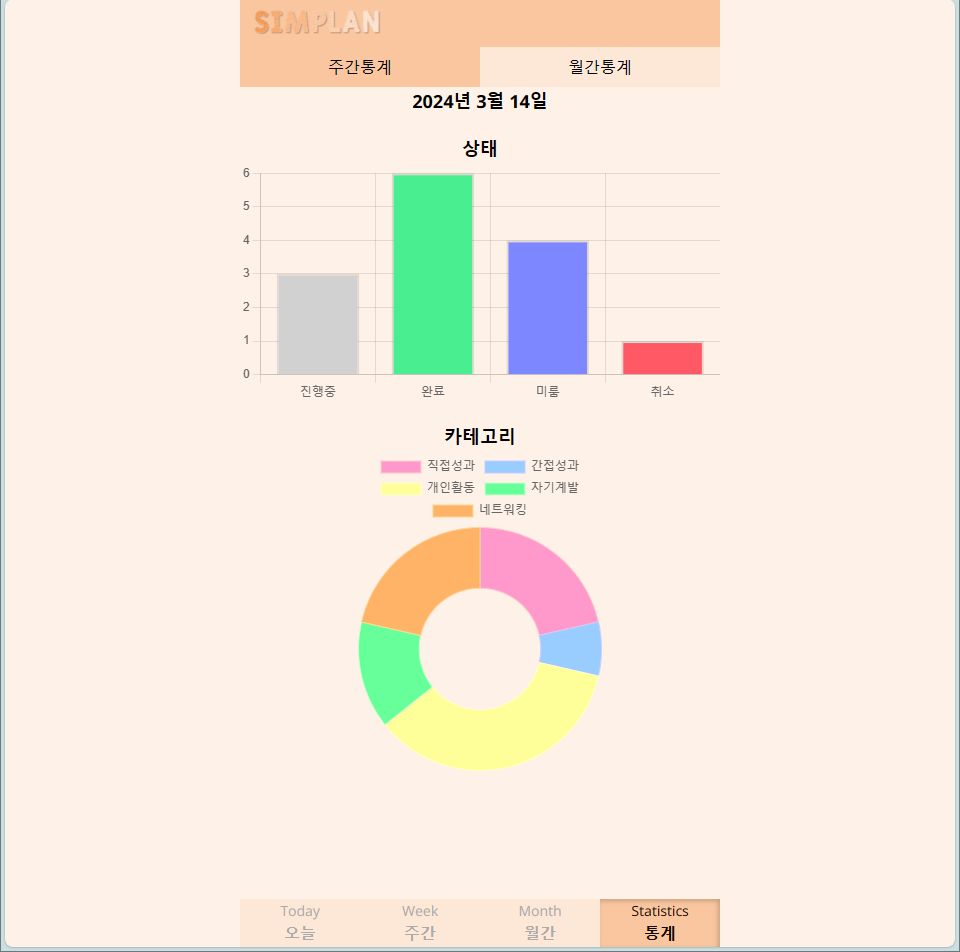 SIMPLAN
주간통계 월간통계
2024년 3월 14일
상태
6
5
4
3
2
1
0
진행중 완료 미룸 취소
카테고리
직접성과 간접성과
개인활동 자기계발
네트워킹
Today Week Month Statistics
오늘 주간 월간 통계